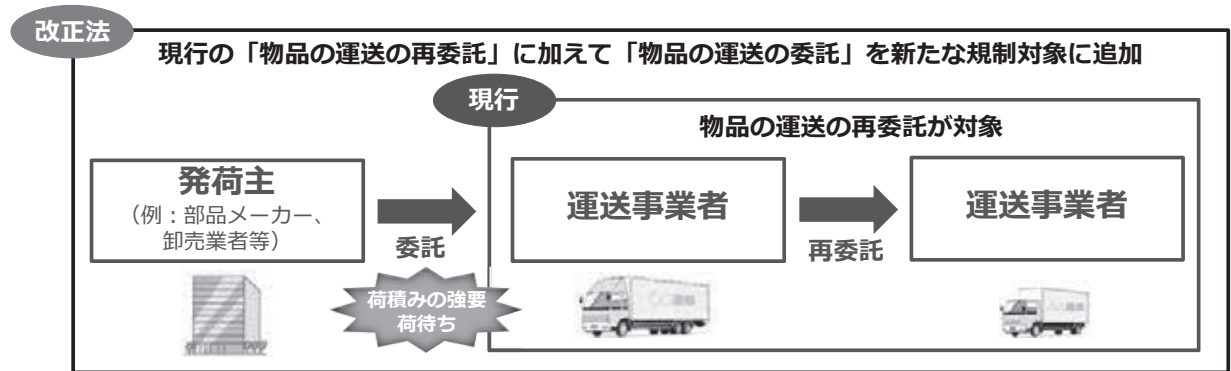 改正法
現行の「物品の運送の再委託」に加えて「物品の運送の委託」を新たな規制対象に追加
現行
物品の運送の再委託が対象
発荷主
（例：部品メーカー、
卸売業者等）
委託
荷積みの強要
荷待ち
運送事業者
再委託
運送事業者